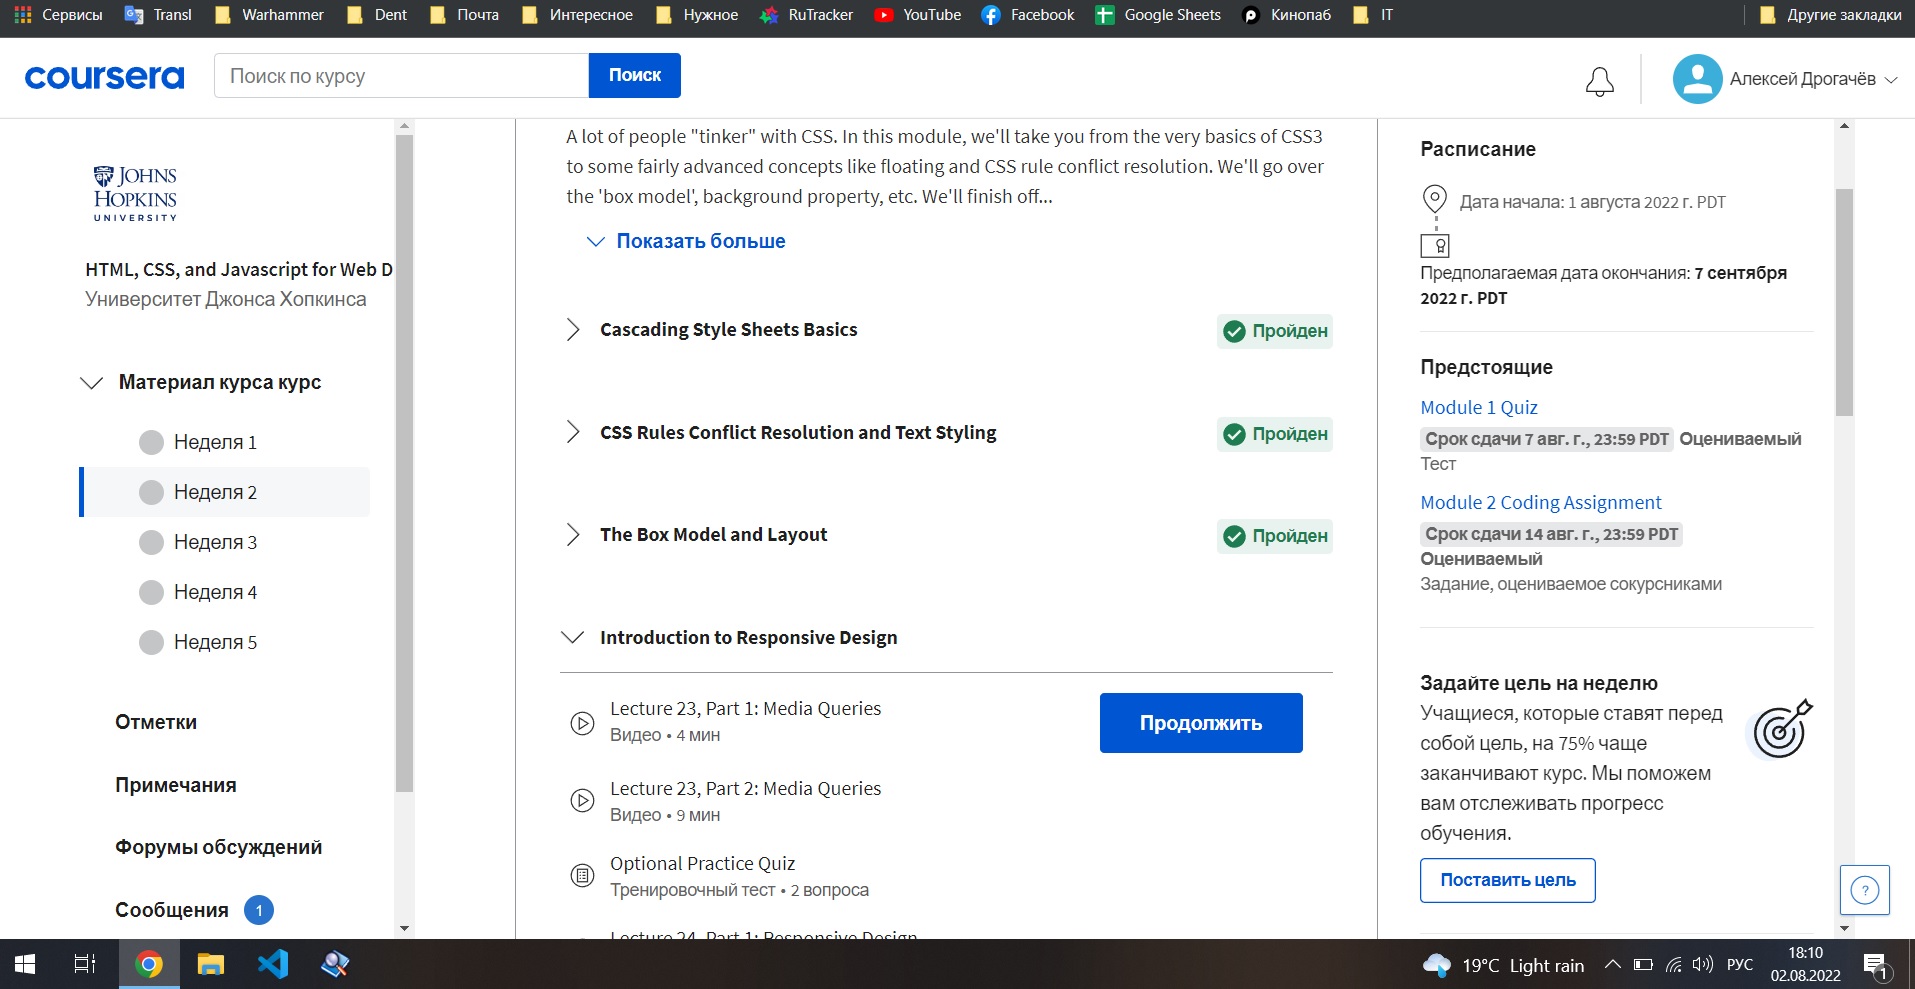 Сервисы Transl Warhammer Dent Почта Интересное Нужное RuTracker YouTube Facebook Google Sheets Кинопаб IT Другие закладки
coursera Поиск по курсу Поиск Алексей Дрогачёв
JOHNS
HOPKINS
UNIVERSITY
HTML, CSS, and Javascript for Web D
Университет Джонса Хопкинса
Материал курса курс
Неделя 1
Неделя 2
Неделя 3
Неделя 4
Неделя 5
Отметки
Примечания
Форумы обсуждений
Сообщения 1
A lot of people "tinker" with CSS. In this module, we'll take you from the very basics of CSS3
to some fairly advanced concepts like floating and CSS rule conflict resolution. We'll go over
the 'box model', background property, etc. We'll finish off...
Показать больше
Cascading Style Sheets Basics Пройден
CSS Rules Conflict Resolution and Text Styling Пройден
The Box Model and Layout Пройден
Introduction to Responsive Design
Lecture 23, Part 1: Media Queries
Видео • 4 мин
Продолжить
Lecture 23, Part 2: Media Queries
Видео • 9 мин
Optional Practice Quiz
Тренировочный тест • 2 вопроса
Lecture 24, Part 1: Responsive Design
Расписание
Дата начала: 1 августа 2022 г. PDT
Предполагаемая дата окончания: 7 сентября
2022 г. PDT
Предстоящие
Module 1 Quiz
Срок сдачи 7 авг. г., 23:59 PDT Оцениваемый
Тест
Module 2 Coding Assignment
Срок сдачи 14 авг. г., 23:59 PDT
Оцениваемый
Задание, оцениваемое сокурсниками
Задайте цель на неделю
Учащиеся, которые ставят перед
собой цель, на 75% чаще
заканчивают курс. Мы поможем
вам отслеживать прогресс
обучения.
Поставить цель
?
19°C Light rain РУС 18:10
02.08.2022
1